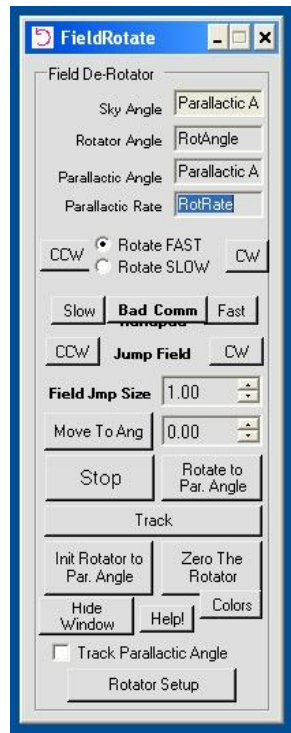 FieldRotate
Field De-Rotator
Sky Angle Parallactic A
Rotator Angle RotAngle
Parallactic Angle Parallactic A
Parallactic Rate RotRate
CCW Rotate FAST CW
Rotate SLOW
Slow Bad Comm Fast
Handpad
CCW Jump Field CW
Field Jmp Size 1.00
Move To Ang 0.00
Stop Rotate to
Par. Angle
Track
Init Rotator to Zero The
Par. Angle Rotator
Hide Help! Colors
Window
Track Parallactic Angle
Rotator Setup